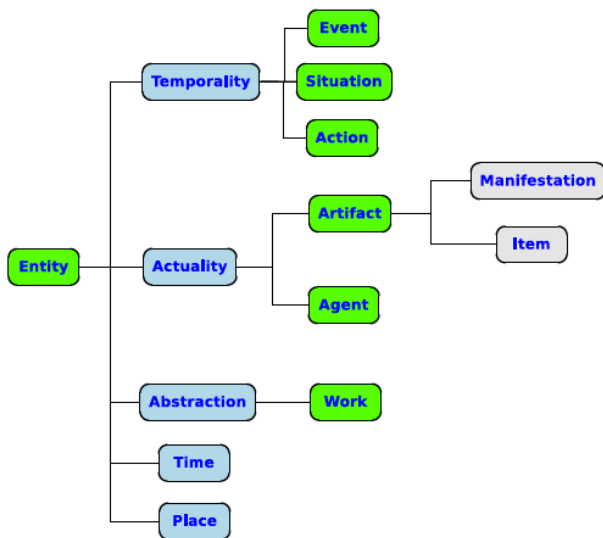 Event
Temporality
Situation
Action
Manifestation
Artifact
Item
Entity
Actuality
Agent
Abstraction
Work
Time
Place